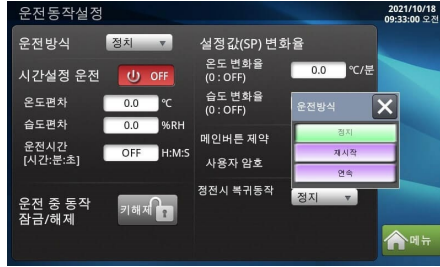 운전동작설정
2021/10/18
09:33:00 오전
운전방식 정치
시간설정 운전 OFF
온도편차 0.0 ℃
습도편차 0.0 %RH
운전시간
[시간:분:초] OFF H:M:S
운전 중 동작
잠금/해제 키해제
설정값(SP) 변화율
온도 변화율
(0 : OFF) 0.0 ℃/분
습도 변화율
(0 : OFF)
메인버튼 제약
사용자 암호
정전시 복귀동작 정지
운전방식
정치
재시작
연속
메뉴